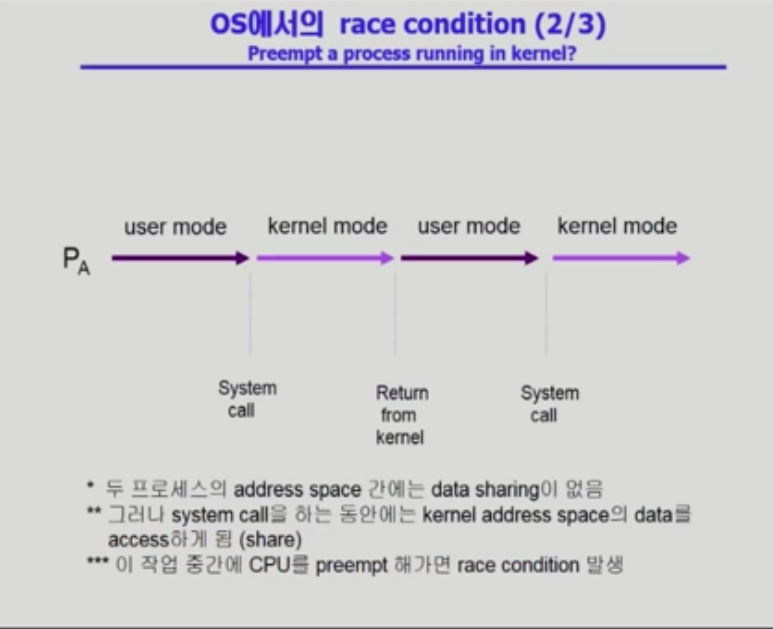 OS에서의 race condition (2/3)
Preempt a process running in kernel?
user mode kernel mode user mode kernel mode
PA
System call
Return from kernel
System call
* 두 프로세스의 address space 간에는 data sharing이 없음
** 그러나 system call을 하는 동안에는 kernel address space의 data를
access하게 됨 (share)
*** 이 작업 중간에 CPU를 preempt 해가면 race condition 발생